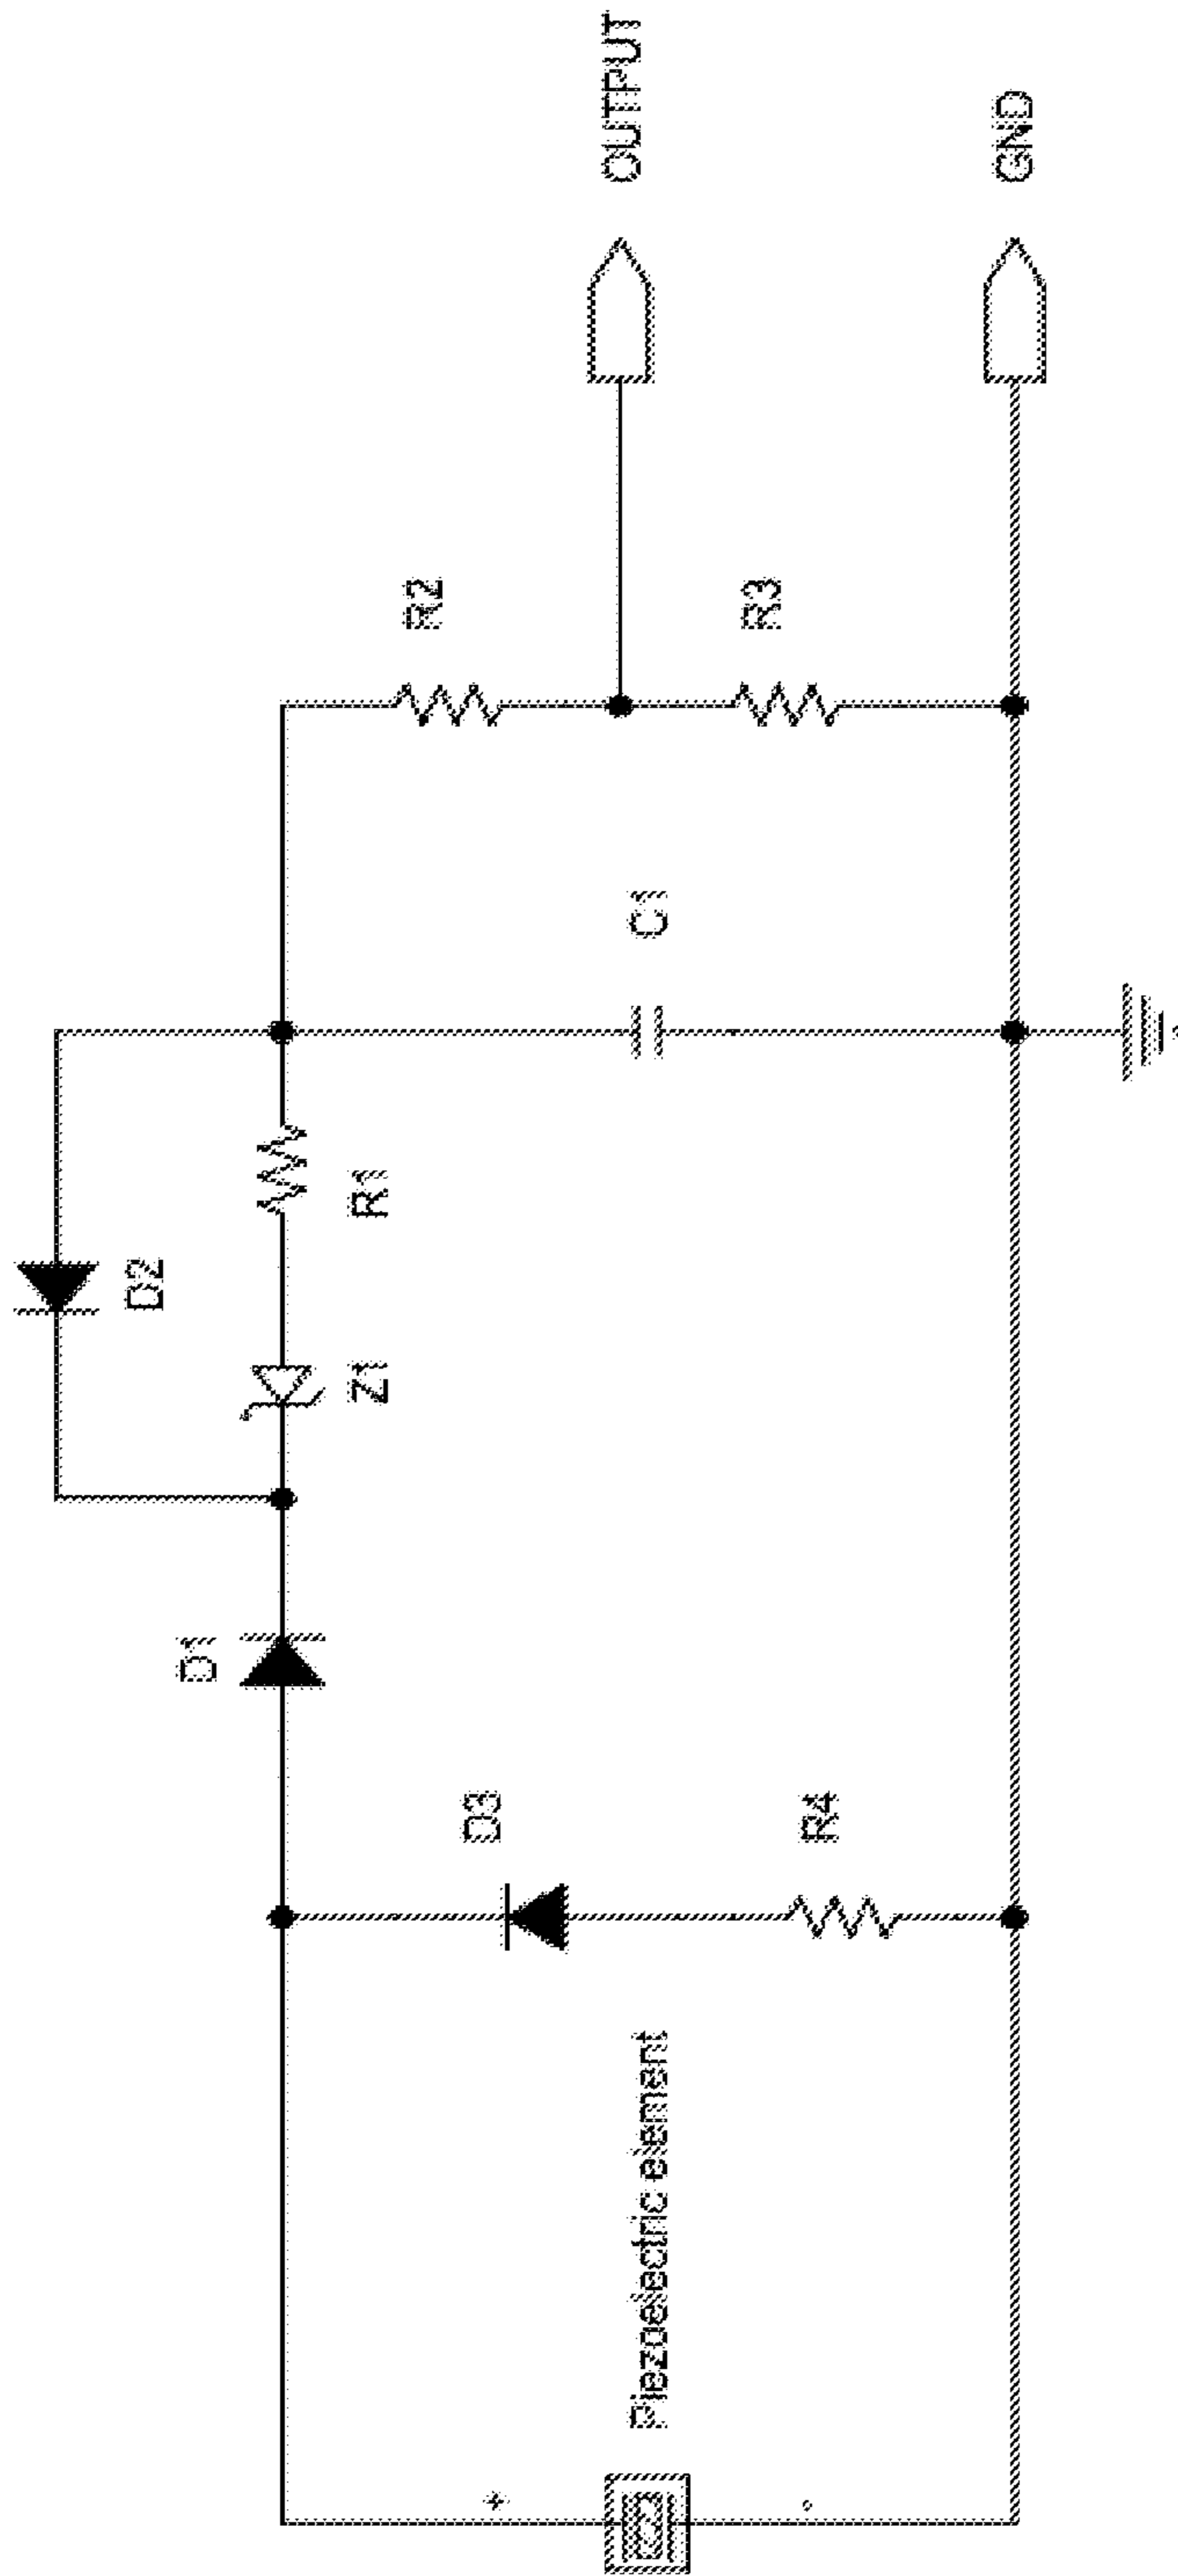 D2
D1
Z1
R1
R2
OUTPUT
D3
C1
Piezoelectric element
+
-
R4
R3
GND